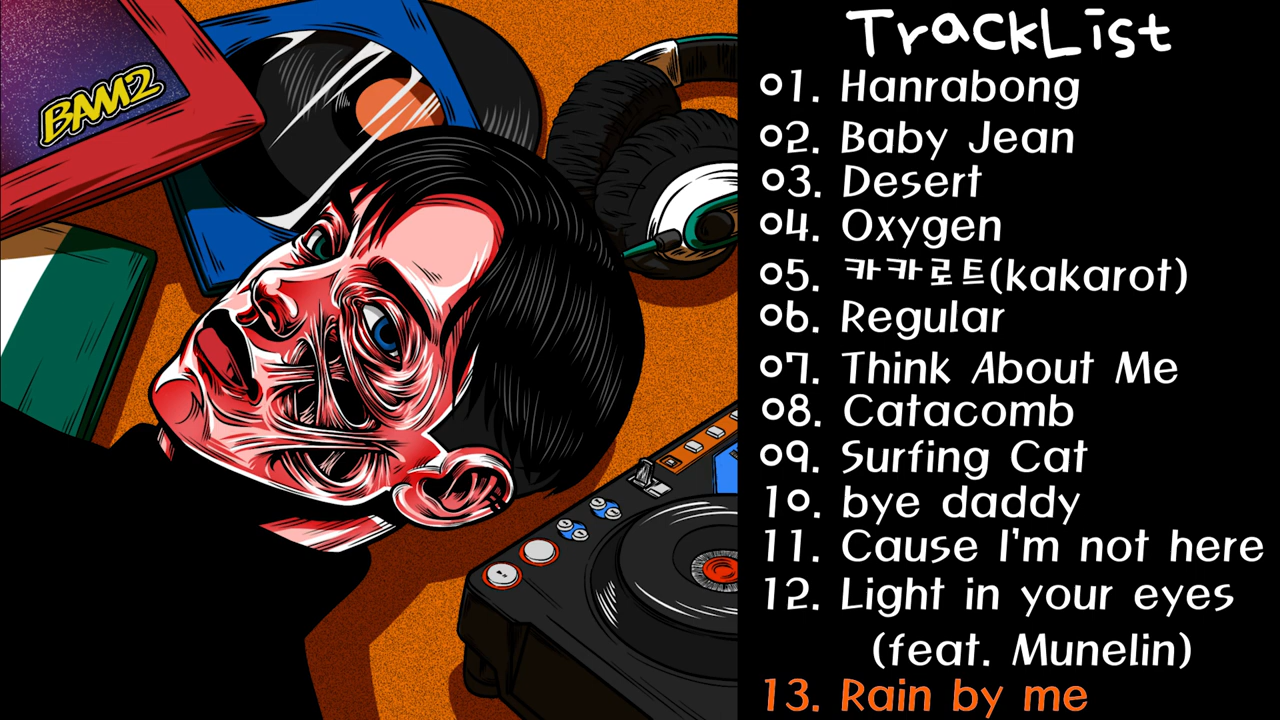 BAM2
TrackList
01. Hanrabong
02. Baby Jean
03. Desert
04. Oxygen
05. 카카로트(kakarot)
06. Regular
07. Think About Me
08. Catacomb
09. Surfing Cat
10. bye daddy
11. Cause I'm not here
12. Light in your eyes
(feat. Munelin)
13. Rain by me